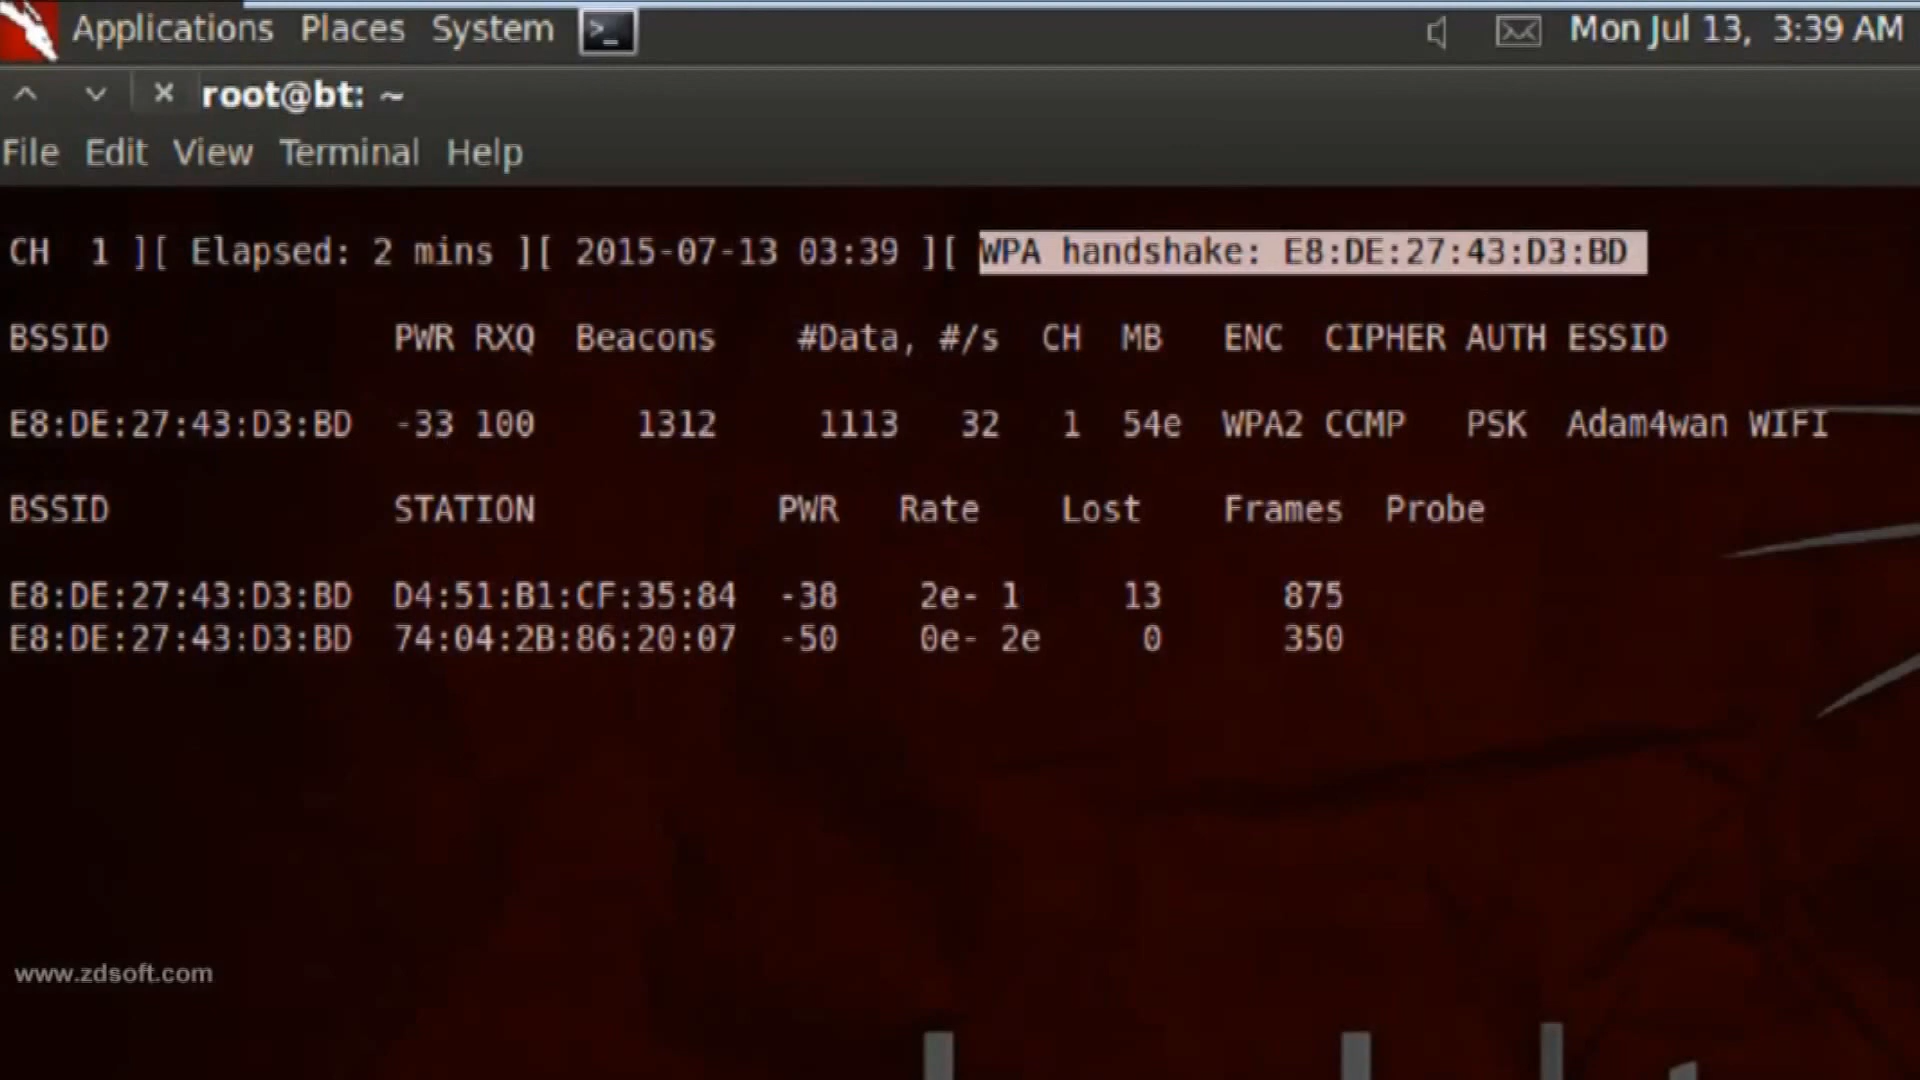 Applications Places System Mon Jul 13, 3:39 AM
root@bt: ~
File Edit View Terminal Help
CH 1 ][ Elapsed: 2 mins ][ 2015-07-13 03:39 ][ WPA handshake: E8:DE:27:43:D3:BD
BSSID PWR RXQ Beacons #Data, #/s CH MB ENC CIPHER AUTH ESSID
E8:DE:27:43:D3:BD -33 100 1312 1113 32 1 54e WPA2 CCMP PSK Adam4wan WIFI
BSSID STATION PWR Rate Lost Frames Probe
E8:DE:27:43:D3:BD D4:51:B1:CF:35:84 -38 2e- 1 13 875
E8:DE:27:43:D3:BD 74:04:2B:86:20:07 -50 0e- 2e 0 350
www.zdsoft.com